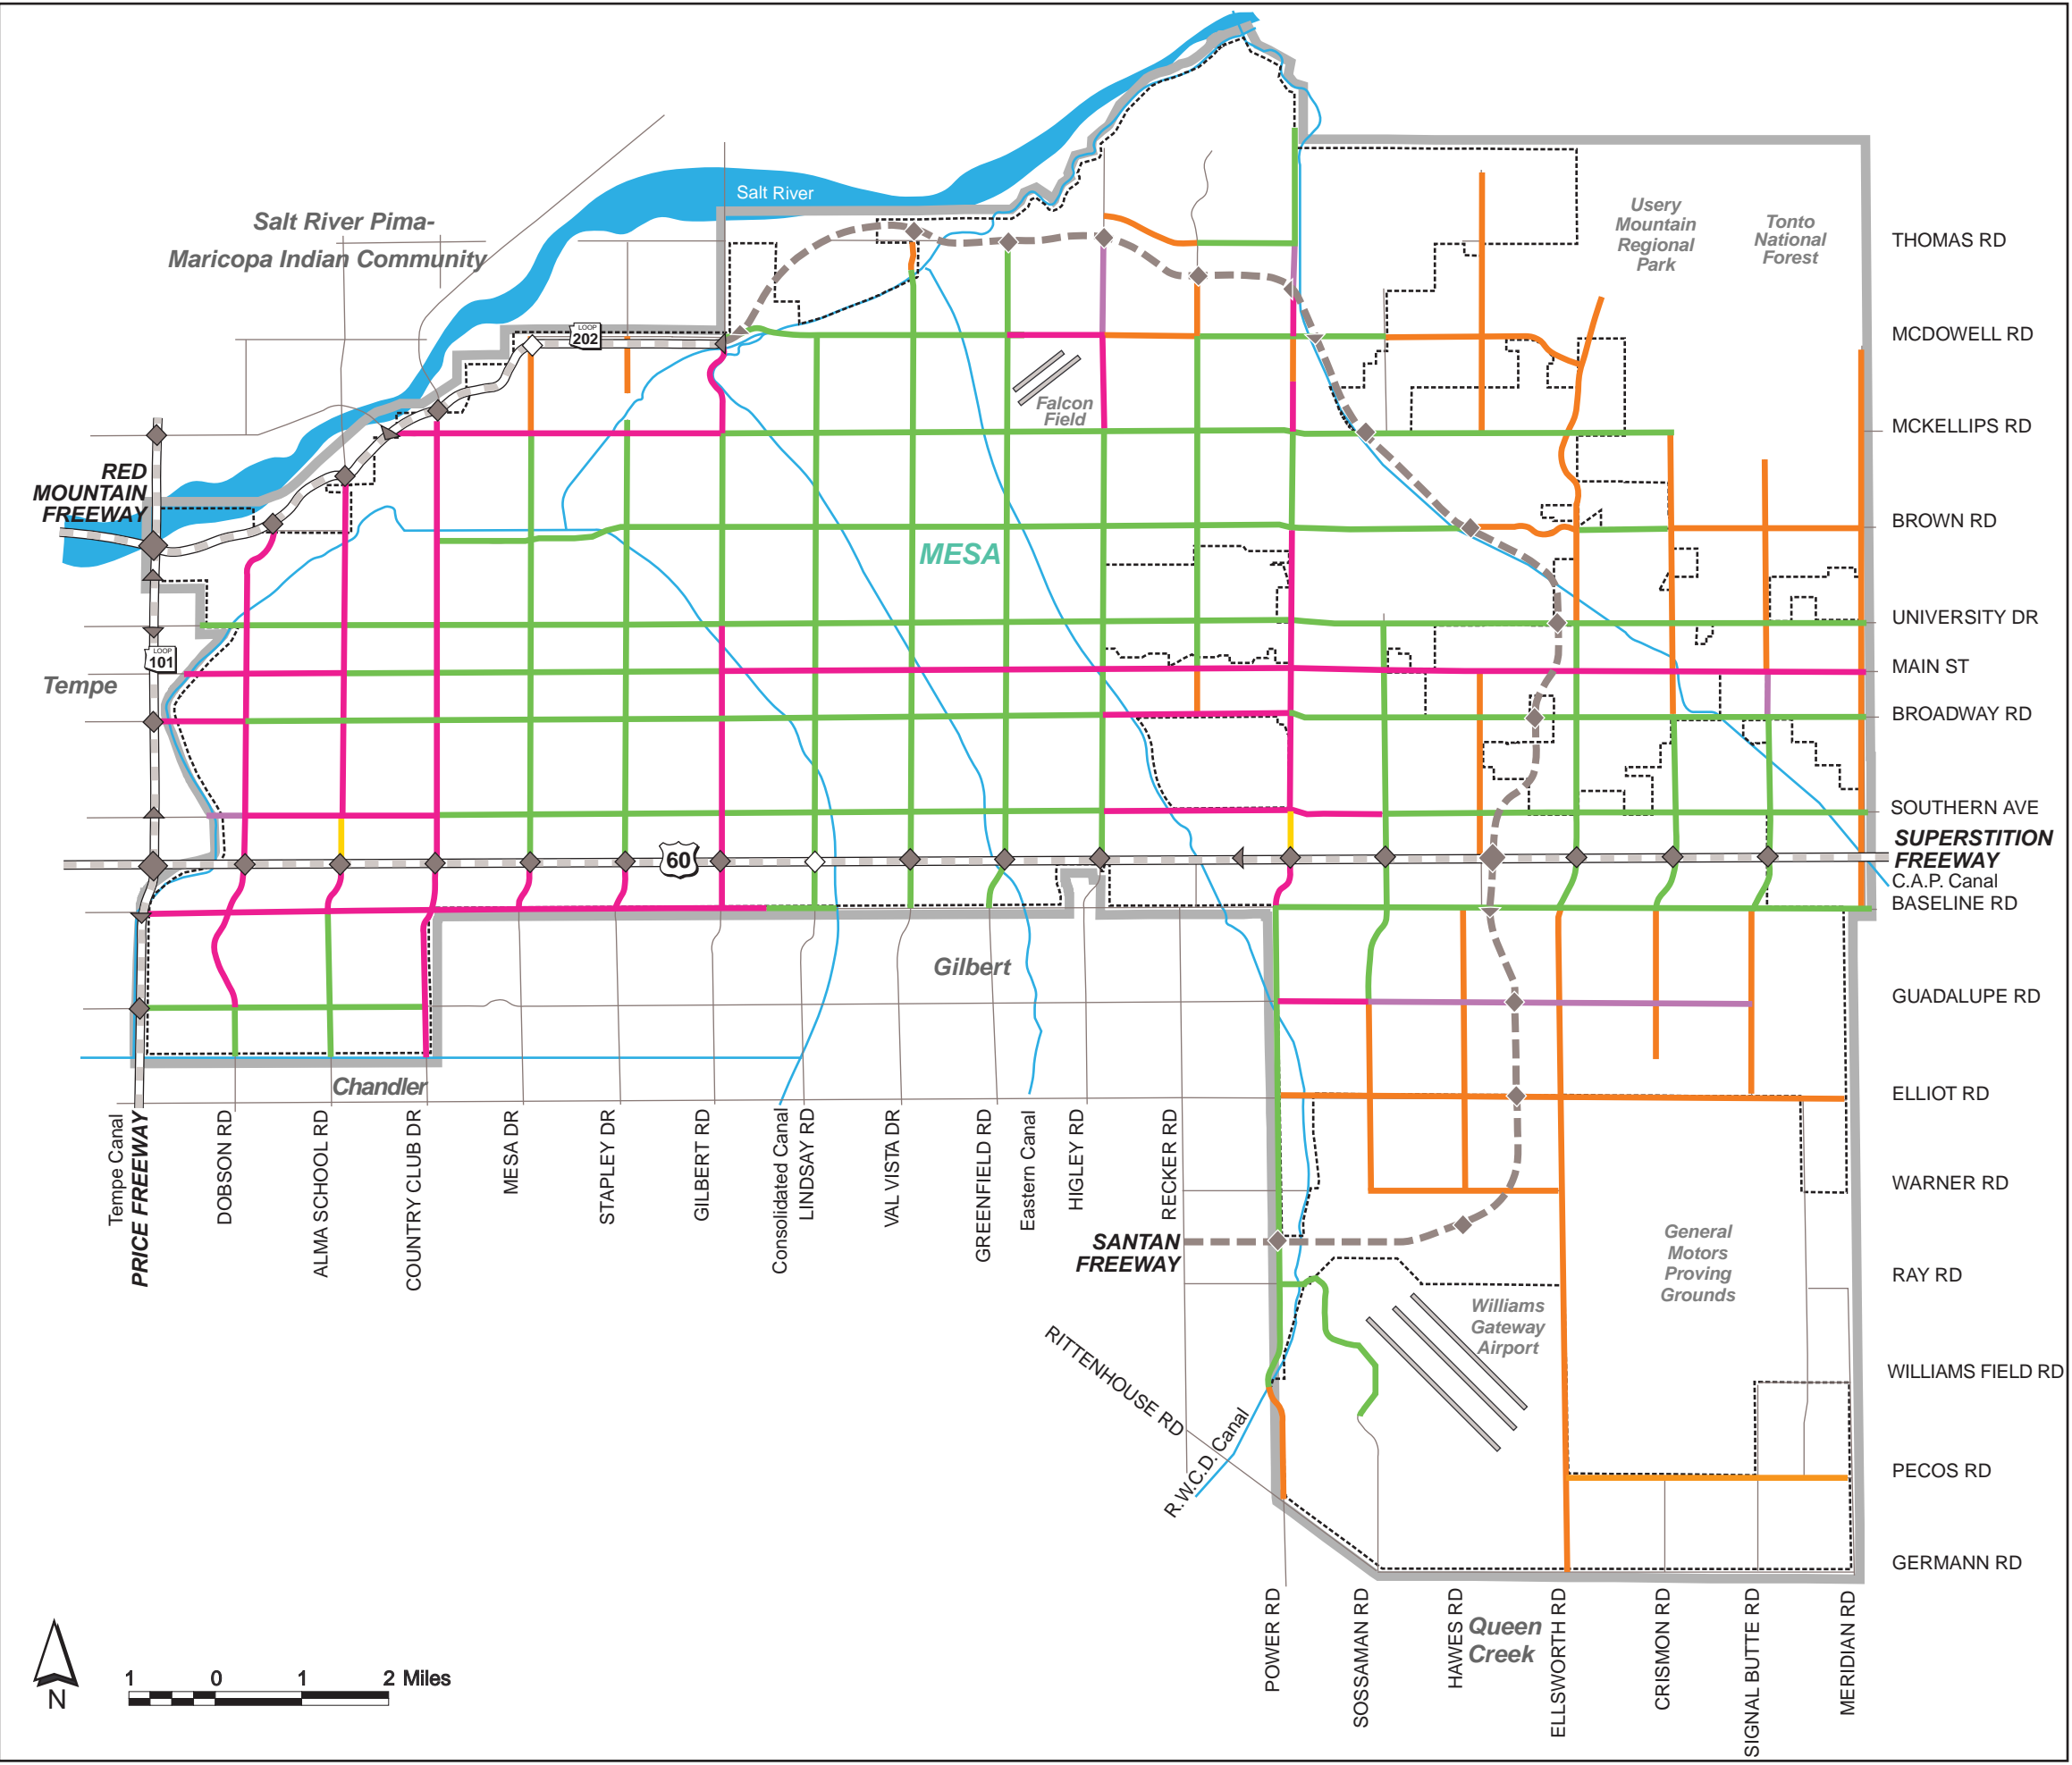 Salt River
Salt River Pima-
Maricopa Indian Community
Usery
Mountain
Regional
Park
Tonto
National
Forest
THOMAS RD
LOOP
202
MCDOWELL RD
Falcon
Field
MCKELLIPS RD
RED
MOUNTAIN
FREEWAY
BROWN RD
MESA
UNIVERSITY DR
LOOP
101
MAIN ST
Tempe
BROADWAY RD
SOUTHERN AVE
60
SUPERSTITION
FREEWAY
C.A.P. Canal
BASELINE RD
Gilbert
GUADALUPE RD
Chandler
ELLIOT RD
Tempe Canal
PRICE FREEWAY
DOBSON RD
ALMA SCHOOL RD
COUNTRY CLUB DR
MESA DR
STAPLEY DR
GILBERT RD
Consolidated Canal
LINDSAY RD
VAL VISTA DR
GREENFIELD RD
Eastern Canal
HIGLEY RD
RECKER RD
WARNER RD
SANTAN
FREEWAY
General
Motors
Proving
Grounds
RAY RD
Williams
Gateway
Airport
RITTENHOUSE RD
WILLIAMS FIELD RD
R.W.C.D. Canal
PECOS RD
GERMANN RD
POWER RD
SOSSAMAN RD
HAWES RD
Queen
Creek
ELLSWORTH RD
CRISMON RD
SIGNAL BUTTE RD
MERIDIAN RD
1 0 1 2 Miles
N